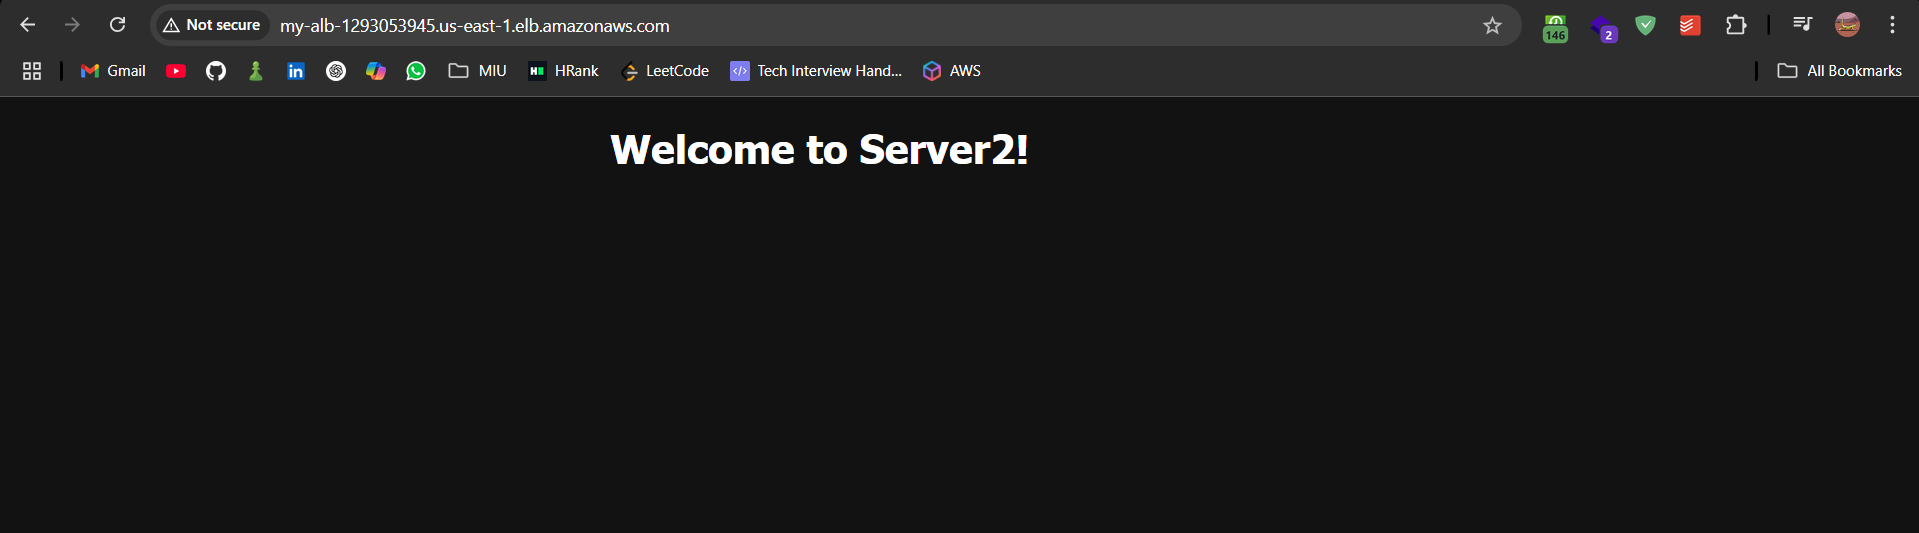 Not secure my-alb-1293053945.us-east-1.elb.amazonaws.com 146 2
Gmail MIU HRank LeetCode Tech Interview Hand... AWS All Bookmarks
Welcome to Server2!